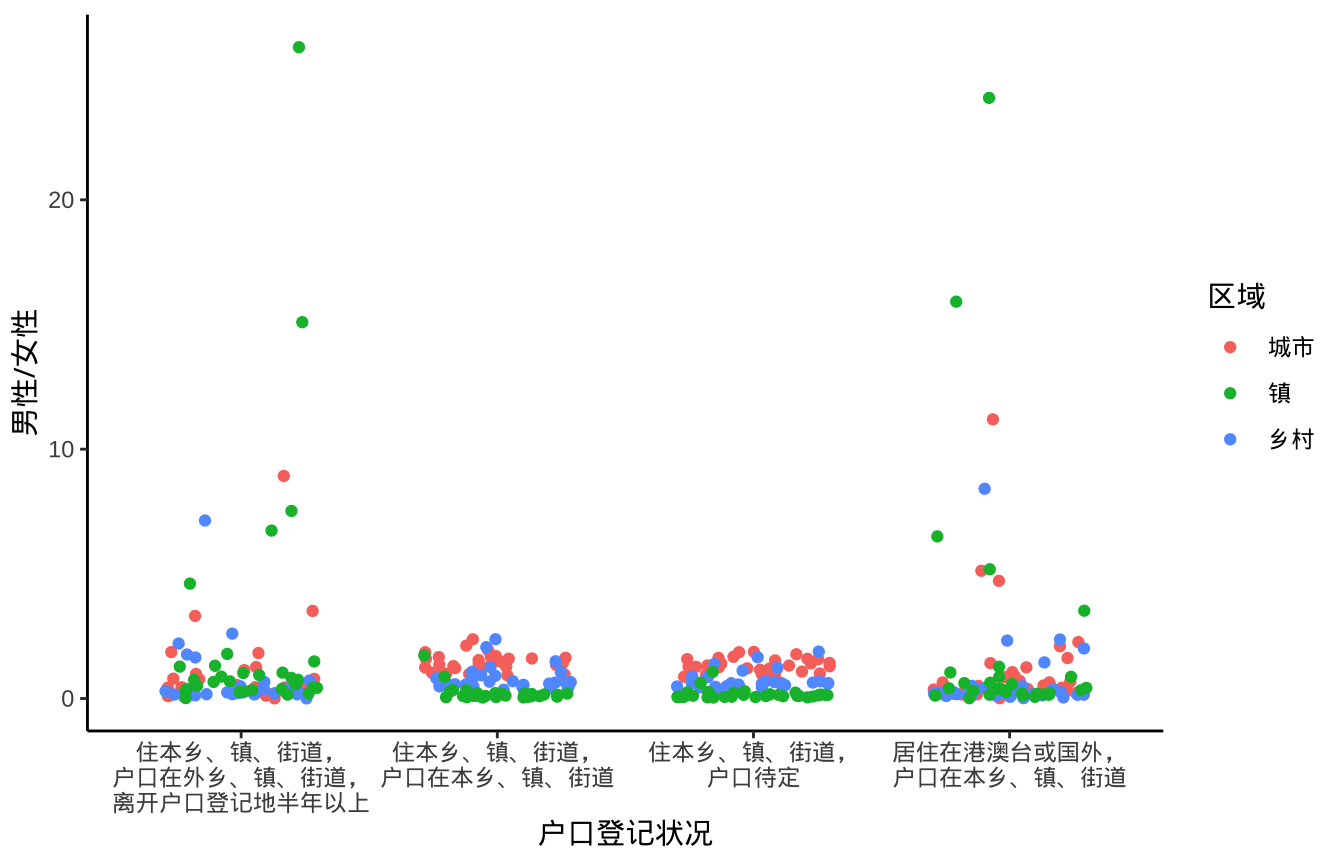 男性/女性
20
10
0
住本乡、镇、街道，
户口在外乡、镇、街道，
离开户口登记地半年以上
住本乡、镇、街道，
户口在本乡、镇、街道
住本乡、镇、街道，
户口待定
居住在港澳台或国外，
户口在本乡、镇、街道
户口登记状况
区域
城市
镇
乡村